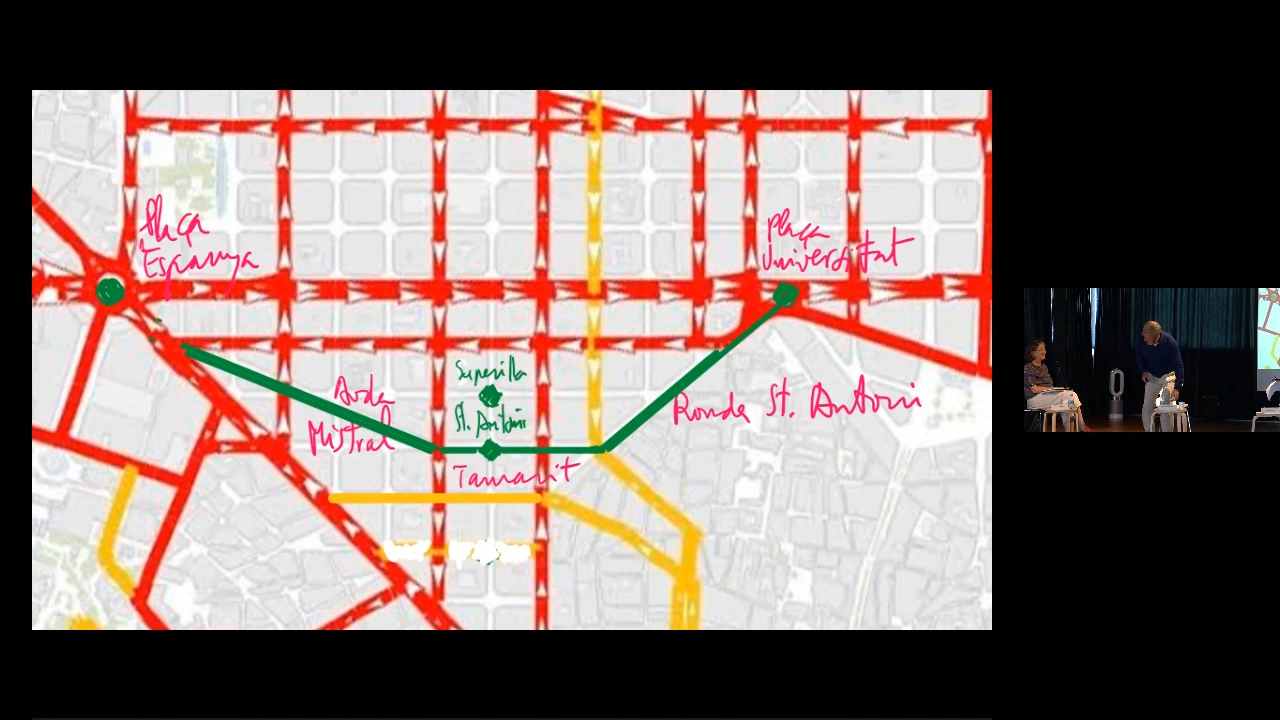 Plaça
Espanya
Plaça
Universitat
Superilla
St. Antoni
Avda
Mistral
Ronda St. Antoni
Tamarit